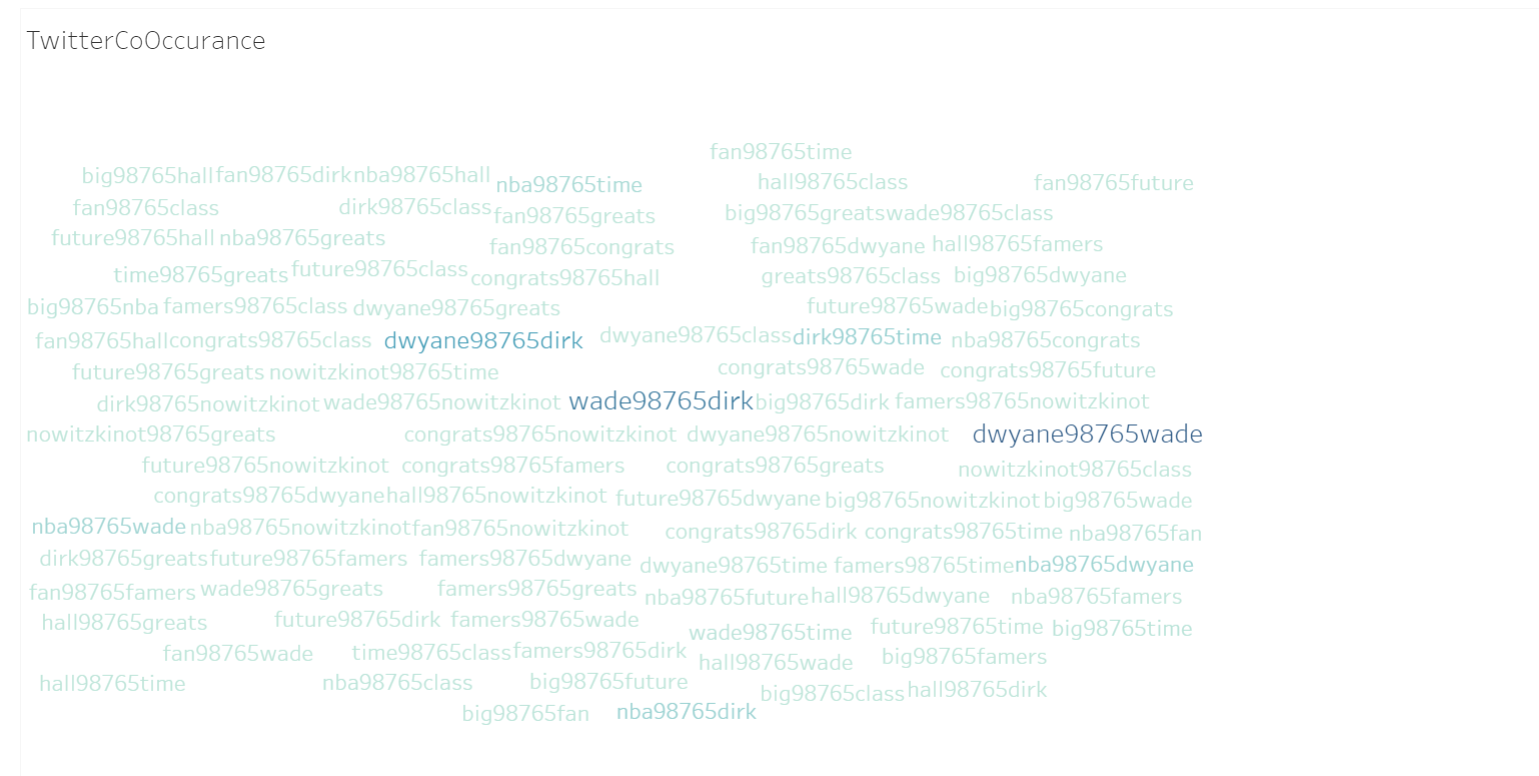 TwitterCoOccurance
fan98765time
big98765hall fan98765dirk nba98765hall
nba98765time hall98765class fan98765future
fan98765class dirk98765class fan98765greats big98765greats wade98765class
future98765hall nba98765greats fan98765congrats fan98765dwyane hall98765famers
time98765greats future98765class congrats98765hall greats98765class big98765dwyane
big98765nba famers98765class dwyane98765greats future98765wade big98765congrats
fan98765hall congrats98765class dwyane98765dirk dwyane98765class dirk98765time nba98765congrats
future98765greats nowitzkinot98765time congrats98765wade congrats98765future
dirk98765nowitzkinot wade98765nowitzkinot wade98765dirk big98765dirk famers98765nowitzkinot
nowitzkinot98765greats congrats98765nowitzkinot dwyane98765nowitzkinot dwyane98765wade
future98765nowitzkinot congrats98765famers congrats98765greats nowitzkinot98765class
congrats98765dwyane hall98765nowitzkinot future98765dwyane big98765nowitzkinot big98765wade
nba98765wade nba98765nowitzkinot fan98765nowitzkinot congrats98765dirk congrats98765time nba98765fan
dirk98765greats future98765famers famers98765dwyane dwyane98765time famers98765time nba98765dwyane
fan98765famers wade98765greats famers98765greats nba98765future hall98765dwyane nba98765famers
hall98765greats future98765dirk famers98765wade wade98765time future98765time big98765time
fan98765wade time98765class famers98765dirk hall98765wade big98765famers
hall98765time nba98765class big98765future big98765class hall98765dirk
big98765fan nba98765dirk